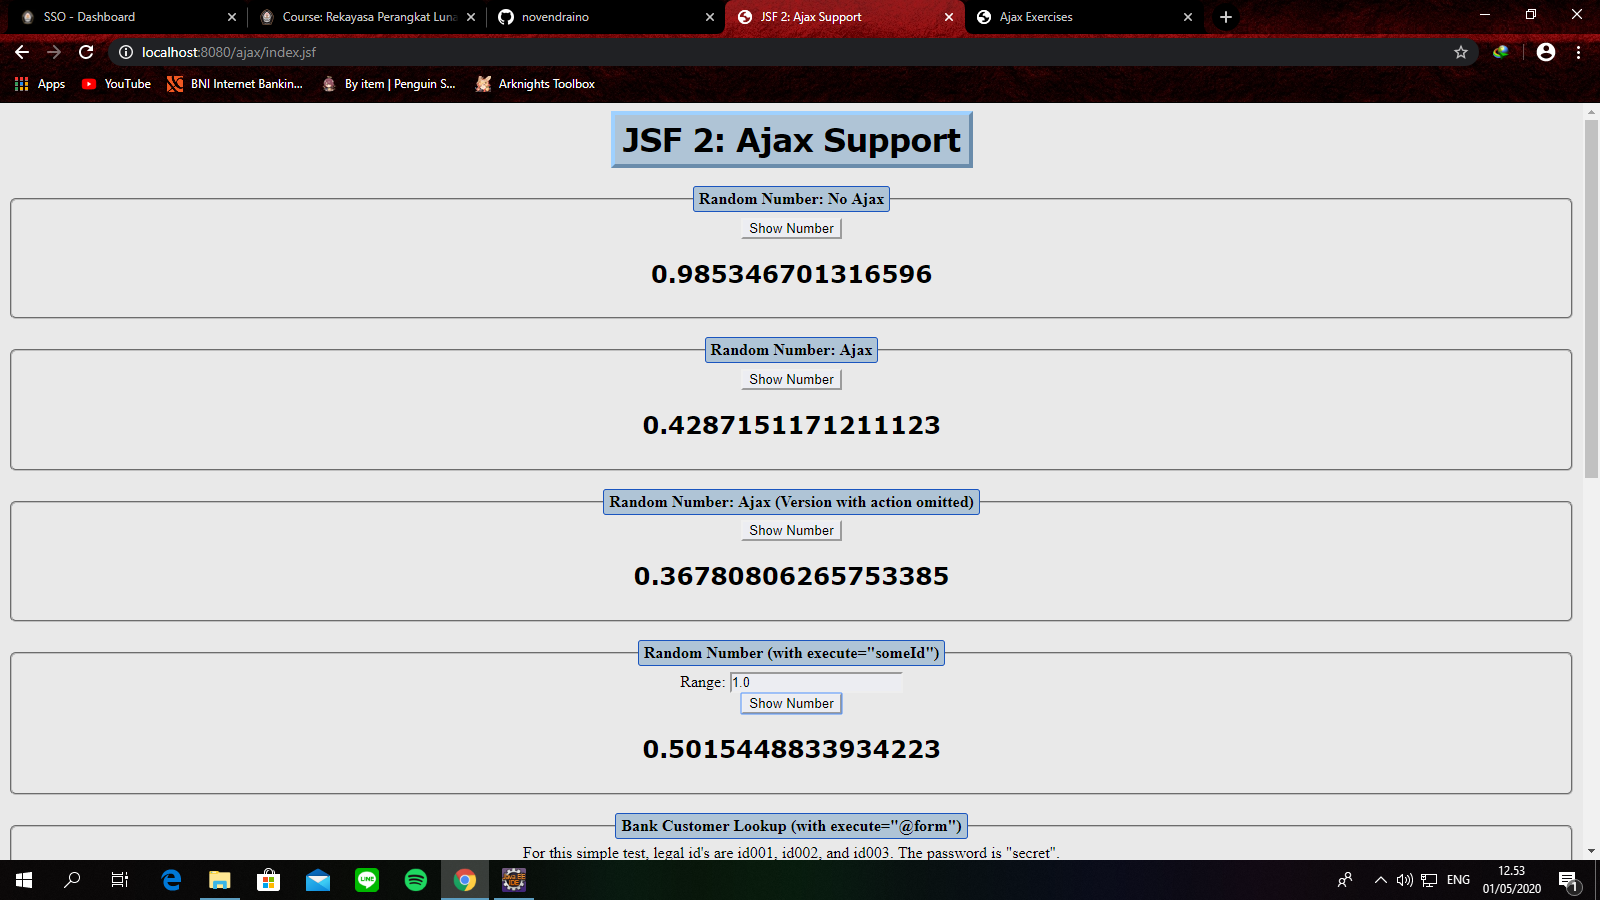 SSO - Dashboard
Course: Rekayasa Perangkat Luna
novendraino
JSF 2: Ajax Support
Ajax Exercises
localhost:8080/ajax/index.jsf
Apps
YouTube
BNI Internet Bankin...
By item | Penguin S...
Arknights Toolbox
JSF 2: Ajax Support
Random Number: No Ajax
Show Number
0.985346701316596
Random Number: Ajax
Show Number
0.4287151171211123
Random Number: Ajax (Version with action omitted)
Show Number
0.36780806265753385
Random Number (with execute="someId")
Range: 1.0
Show Number
0.5015448833934223
Bank Customer Lookup (with execute="@form")
For this simple test, legal id's are id001, id002, and id003. The password is "secret".
ENG
12.53
01/05/2020
1